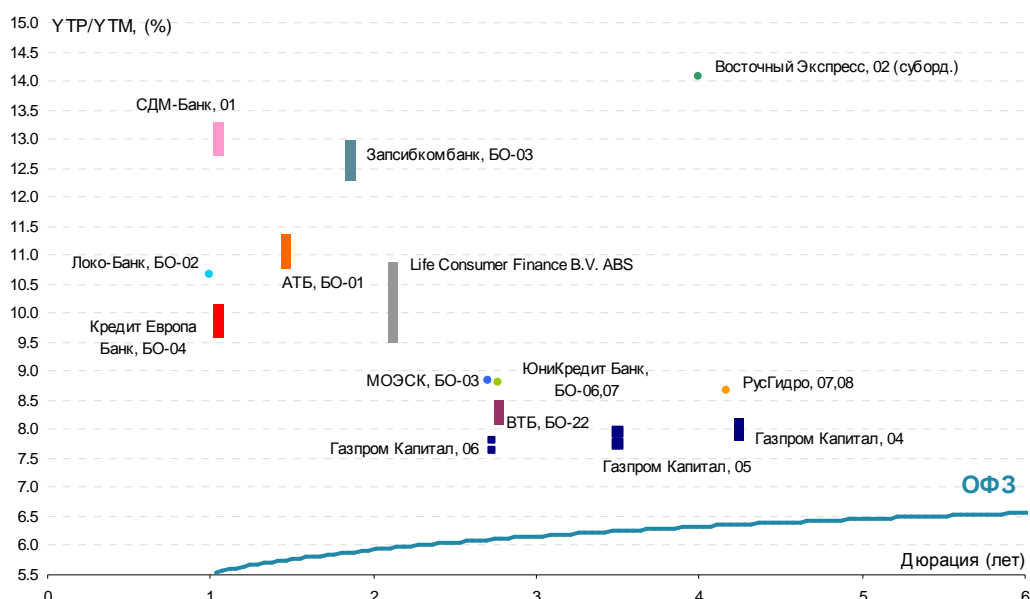 YTP/YTM, (%)
15.0
14.5
14.0
13.5
13.0
12.5
12.0
11.5
11.0
10.5
10.0
9.5
9.0
8.5
8.0
7.5
7.0
6.5
6.0
5.5
Восточный Экспресс, 02 (суборд.)
СДМ-Банк, 01
Запсибкомбанк, БО-03
Локо-Банк, БО-02
Life Consumer Finance B.V. ABS
АТБ, БО-01
Кредит Европа
Банк, БО-04
МОЭСК, БО-03
ЮниКредит Банк,
БО-06,07
РусГидро, 07,08
ВТБ, БО-22
Газпром Капитал, 06
Газпром Капитал, 04
Газпром Капитал, 05
ОФЗ
Дюрация (лет)
0 1 2 3 4 5 6